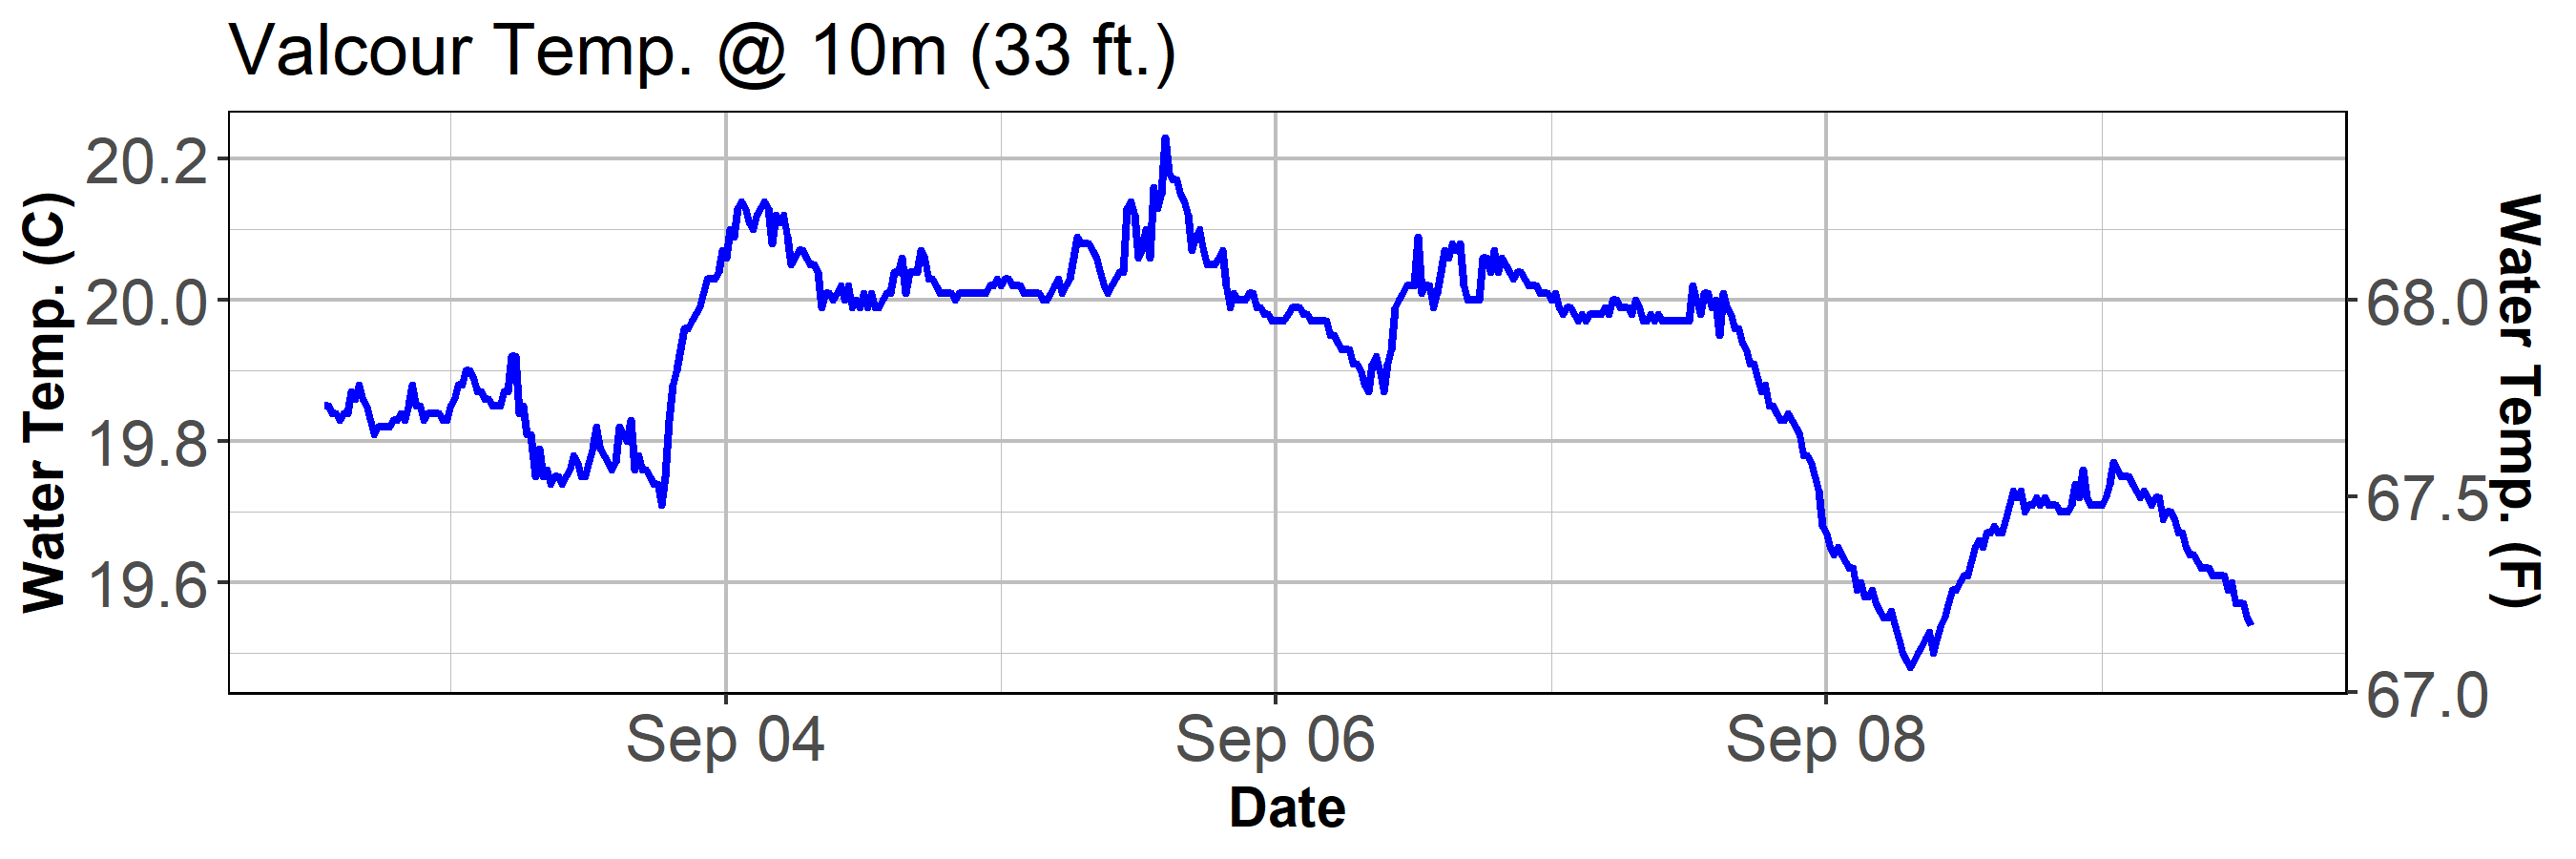 Valcour Temp. @ 10m (33 ft.)
Water Temp. (C)
20.2
20.0
19.8
19.6
Water Temp. (F)
68.0
67.5
67.0
Sep 04
Sep 06
Sep 08
Date